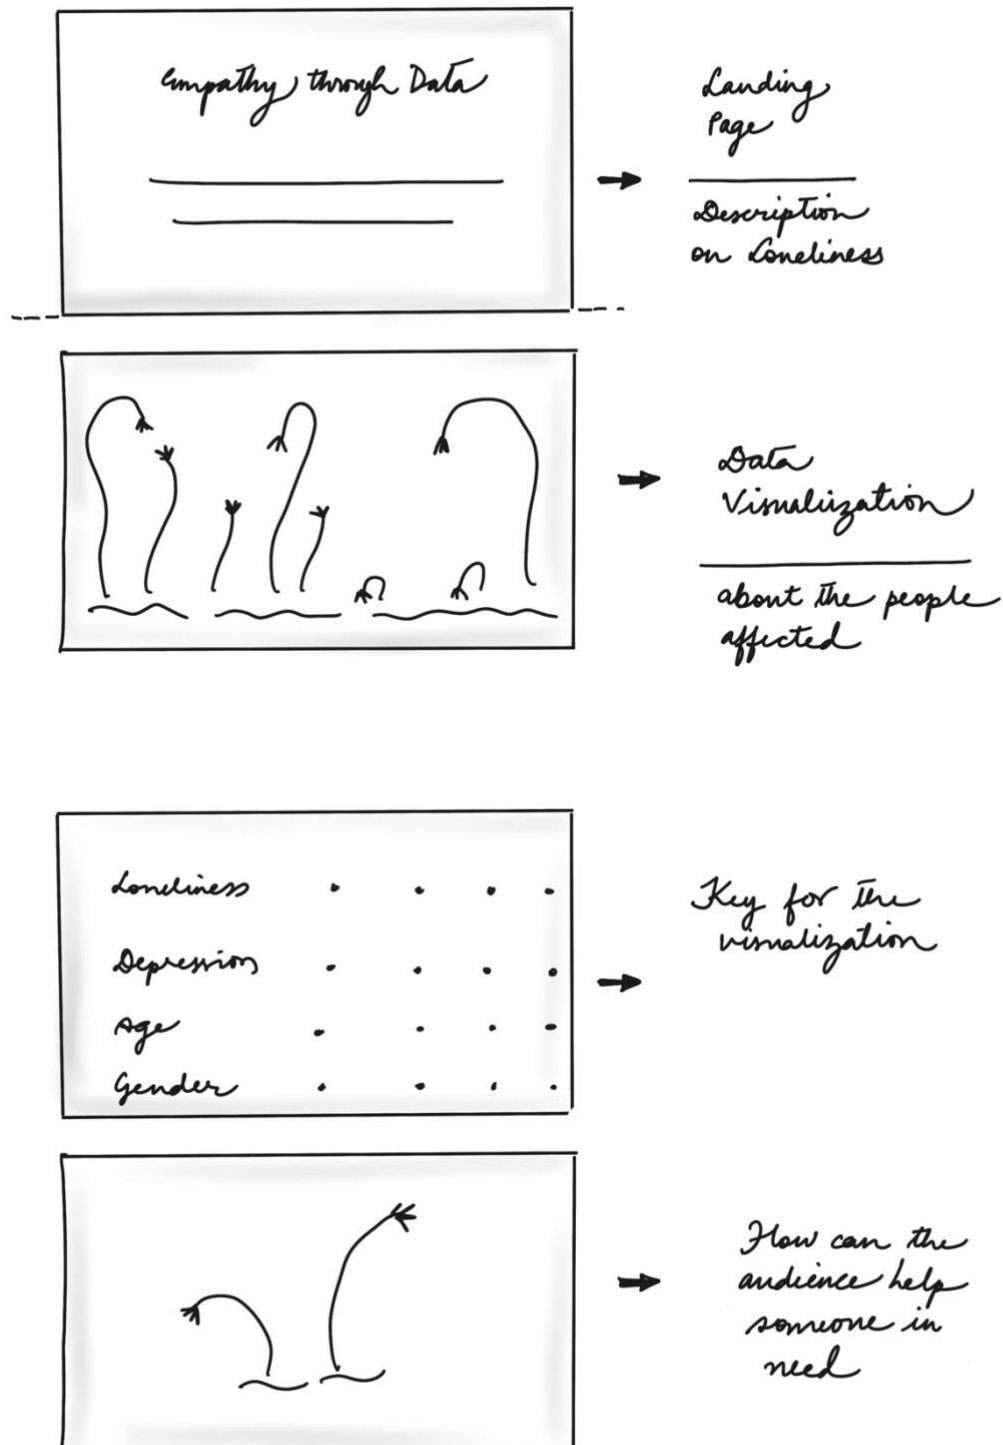 Empathy through Data
Landing
Page
Description
on Loneliness
Data
Visualization
about the people
affected
Loneliness
Depression
Age
Gender
Key for the
visualization
How can the
audience help
someone in
need